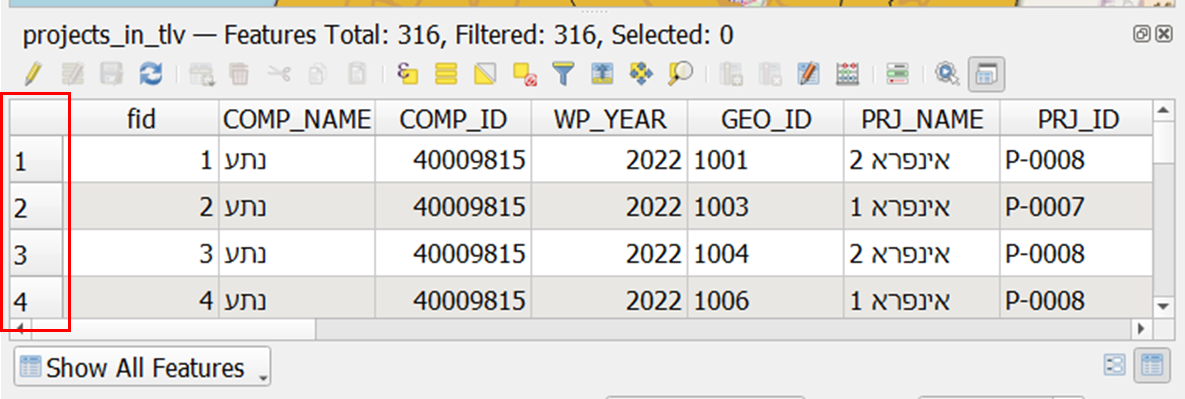 projects_in_tlv — Features Total: 316, Filtered: 316, Selected: 0
fid COMP_NAME COMP_ID WP_YEAR GEO_ID PRJ_NAME PRJ_ID
1 1 נתע 40009815 2022 1001 אינפרא 2 P-0008
2 2 נתע 40009815 2022 1003 אינפרא 1 P-0007
3 3 נתע 40009815 2022 1004 אינפרא 2 P-0008
4 4 נתע 40009815 2022 1006 אינפרא 1 P-0008
Show All Features